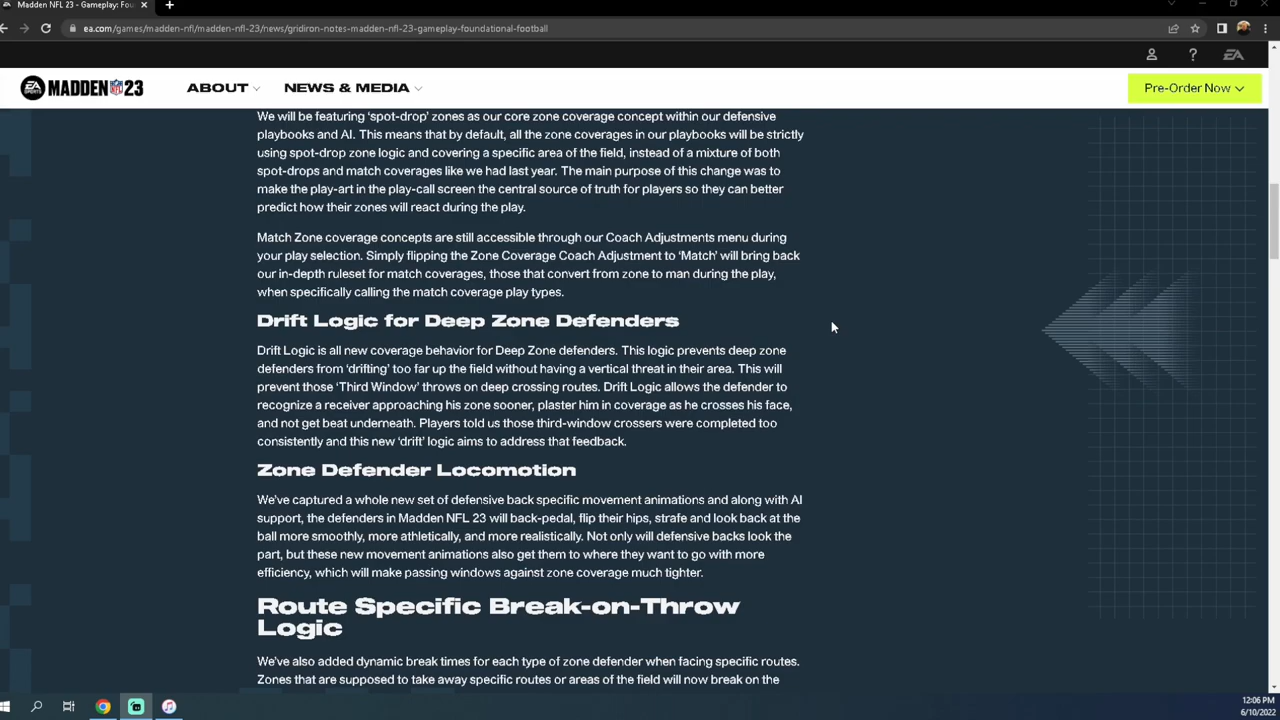 Madden NFL 23 - Gameplay: Fou
ea.com/games/madden-nfl/madden-nfl-23/news/gridiron-notes-madden-nfl-23-gameplay-foundational-football
EA
EA SPORTS MADDEN NFL 23
ABOUT
NEWS & MEDIA
Pre-Order Now
We will be featuring 'spot-drop' zones as our core zone coverage concept within our defensive
playbooks and AI. This means that by default, all the zone coverages in our playbooks will be strictly
using spot-drop zone logic and covering a specific area of the field, instead of a mixture of both
spot-drops and match coverages like we had last year. The main purpose of this change was to
make the play-art in the play-call screen the central source of truth for players so they can better
predict how their zones will react during the play.
Match Zone coverage concepts are still accessible through our Coach Adjustments menu during
your play selection. Simply flipping the Zone Coverage Coach Adjustment to 'Match' will bring back
our in-depth ruleset for match coverages, those that convert from zone to man during the play,
when specifically calling the match coverage play types.
Drift Logic for Deep Zone Defenders
Drift Logic is all new coverage behavior for Deep Zone defenders. This logic prevents deep zone
defenders from 'drifting' too far up the field without having a vertical threat in their area. This will
prevent those 'Third Window' throws on deep crossing routes. Drift Logic allows the defender to
recognize a receiver approaching his zone sooner, plaster him in coverage as he crosses his face,
and not get beat underneath. Players told us those third-window crossers were completed too
consistently and this new 'drift' logic aims to address that feedback.
Zone Defender Locomotion
We've captured a whole new set of defensive back specific movement animations and along with AI
support, the defenders in Madden NFL 23 will back-pedal, flip their hips, strafe and look back at the
ball more smoothly, more athletically, and more realistically. Not only will defensive backs look the
part, but these new movement animations also get them to where they want to go with more
efficiency, which will make passing windows against zone coverage much tighter.
Route Specific Break-on-Throw
Logic
We've also added dynamic break times for each type of zone defender when facing specific routes.
Zones that are supposed to take away specific routes or areas of the field will now break on the
12:06 PM
6/10/2022